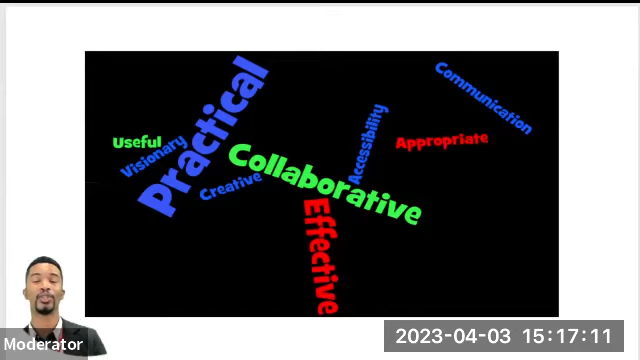 Communication
Practical
Accessibility
Useful
Visionary
Appropriate
Collaborative
Creative
Effective
Moderator
2023-04-03 15:17:11